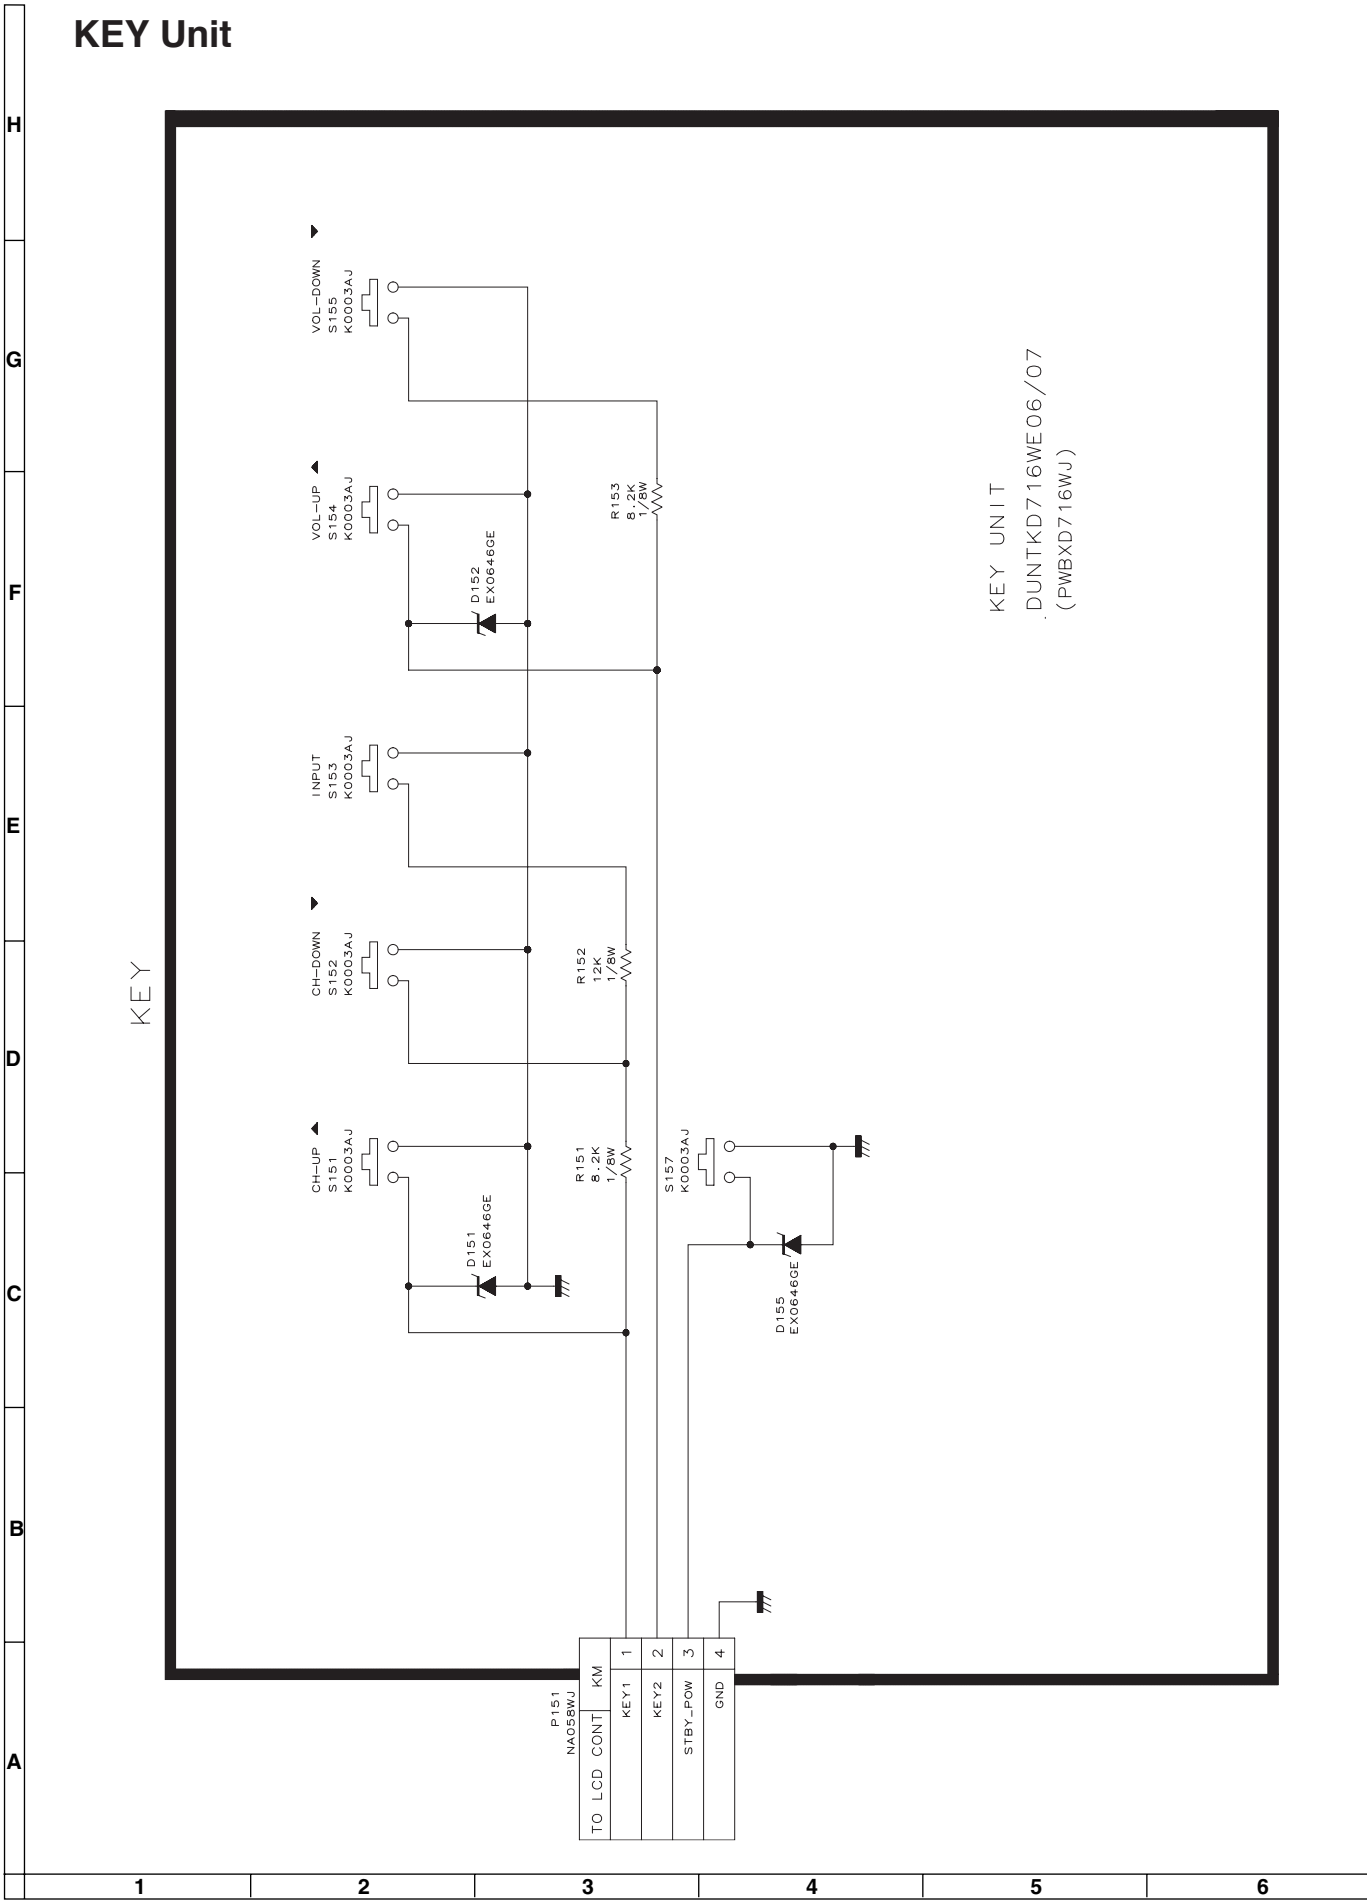 KEY Unit
H
G
F
E
D
C
B
A
KEY
VOL-DOWN
S155
K0003AJ
VOL-UP
S154
K0003AJ
D152
EX0646GE
R153
8.2K
1/8W
INPUT
S153
K0003AJ
CH-DOWN
S152
K0003AJ
R152
12K
1/8W
CH-UP
S151
K0003AJ
D151
EX0646GE
R151
8.2K
1/8W
S157
K0003AJ
D155
EX0646GE
KEY UNIT
DUNTKD716WE06/07
(PWBXD716WJ)
P151
NA058WJ
TO LCD CONT KM
KEY1 1
KEY2 2
STBY_POW 3
GND 4
1 2 3 4 5 6